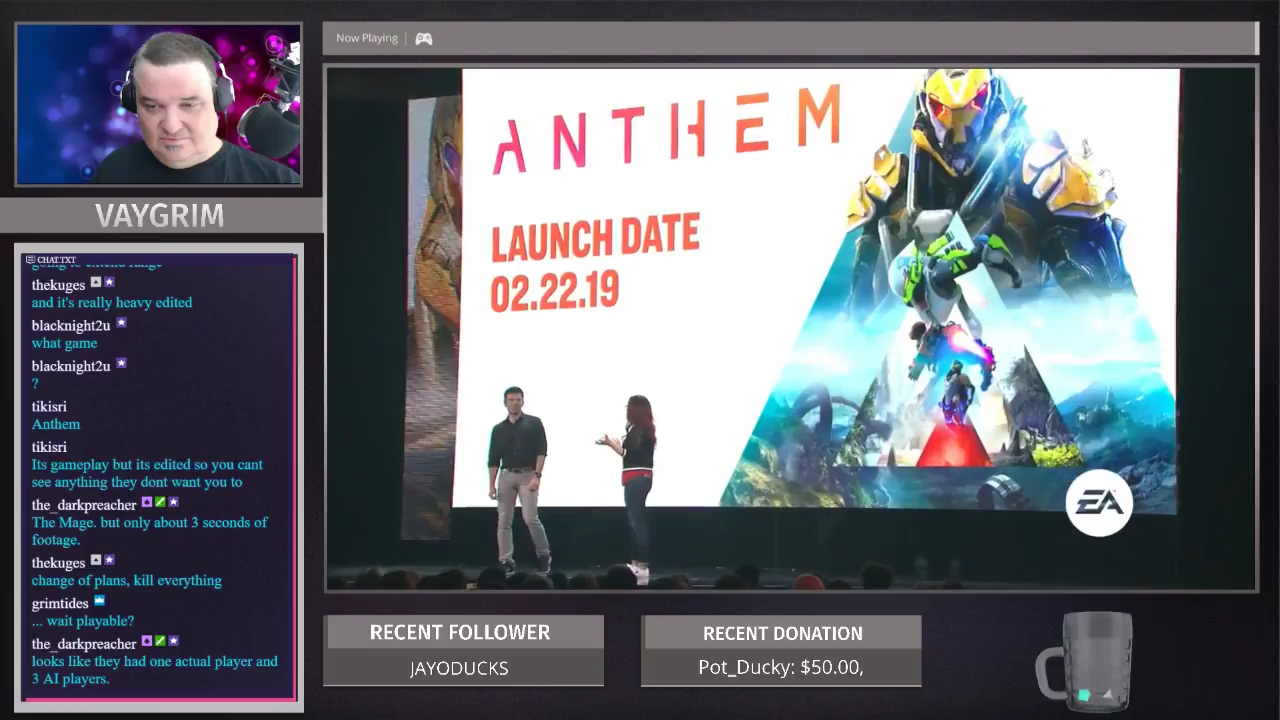 Now Playing |
ANTHEM
LAUNCH DATE
02.22.19
EA
VAYGRIM
CHAT.TXT
going to extend range
thekuges
and it's really heavy edited
blacknight2u
what game
blacknight2u
?
tikisri
Anthem
tikisri
Its gameplay but its edited so you cant
see anything they dont want you to
the_darkpreacher
The Mage. but only about 3 seconds of
footage.
thekuges
change of plans, kill everything
grimtides
... wait playable?
the_darkpreacher
looks like they had one actual player and
3 AI players.
RECENT FOLLOWER
JAYODUCKS
RECENT DONATION
Pot_Ducky: $50.00,